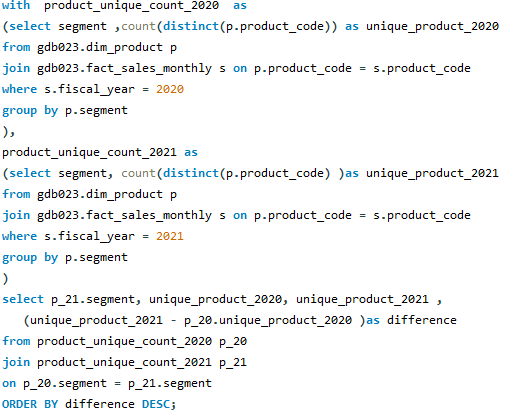 with  product_unique_count_2020  as
(select segment ,count(distinct(p.product_code)) as unique_product_2020
from gdb023.dim_product p
join gdb023.fact_sales_monthly s on p.product_code = s.product_code
where s.fiscal_year = 2020
group by p.segment
),
product_unique_count_2021 as
(select segment, count(distinct(p.product_code) )as unique_product_2021
from gdb023.dim_product p
join gdb023.fact_sales_monthly s on p.product_code = s.product_code
where s.fiscal_year = 2021
group by p.segment
)
select p_21.segment, unique_product_2020, unique_product_2021 ,
   (unique_product_2021 - p_20.unique_product_2020 )as difference
from product_unique_count_2020 p_20
join product_unique_count_2021 p_21
on p_20.segment = p_21.segment
ORDER BY difference DESC;